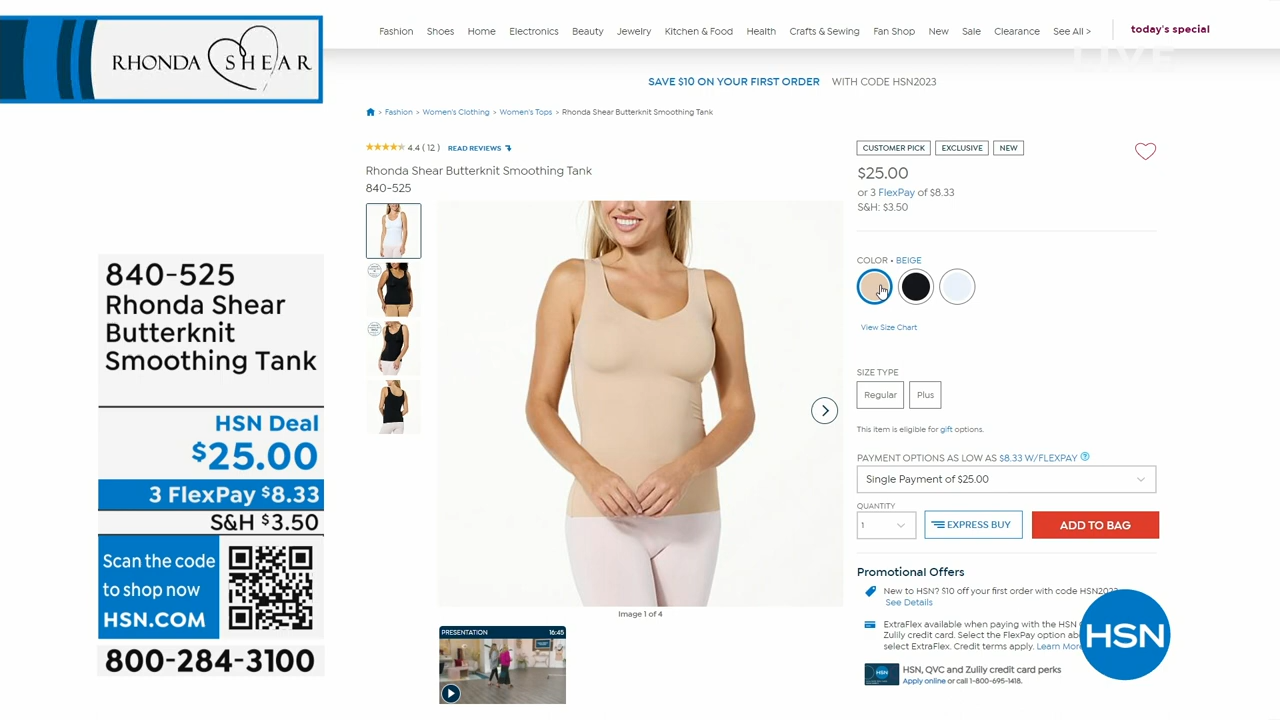 RHONDA SHEAR
Fashion Shoes Home Electronics Beauty Jewelry Kitchen & Food Health Crafts & Sewing Fan Shop New Sale Clearance See All > today's special
LIVE
SAVE $10 ON YOUR FIRST ORDER WITH CODE HSN2023
> Fashion > Women's Clothing > Women's Tops > Rhonda Shear Butterknit Smoothing Tank
4.4 ( 12 ) READ REVIEWS
Rhonda Shear Butterknit Smoothing Tank
840-525
CUSTOMER PICK EXCLUSIVE NEW
$25.00
or 3 FlexPay of $8.33
S&H: $3.50
COLOR • BEIGE
View Size Chart
SIZE TYPE
Regular Plus
This item is eligible for gift options.
PAYMENT OPTIONS AS LOW AS $8.33 W/FLEXPAY
Single Payment of $25.00
QUANTITY
1
EXPRESS BUY
ADD TO BAG
Promotional Offers
New to HSN? $10 off your first order with code HSN2023
See Details
ExtraFlex available when paying with the HSN
Zulily credit card. Select the FlexPay option
select ExtraFlex. Credit terms apply. Learn More
HSN, QVC and Zulily credit card perks
Apply online or call 1-800-695-1418.
HSN
Image 1 of 4
PRESENTATION 16:45
840-525
Rhonda Shear
Butterknit
Smoothing Tank
HSN Deal
$25.00
3 FlexPay $8.33
S&H $3.50
Scan the code
to shop now
HSN.COM
800-284-3100